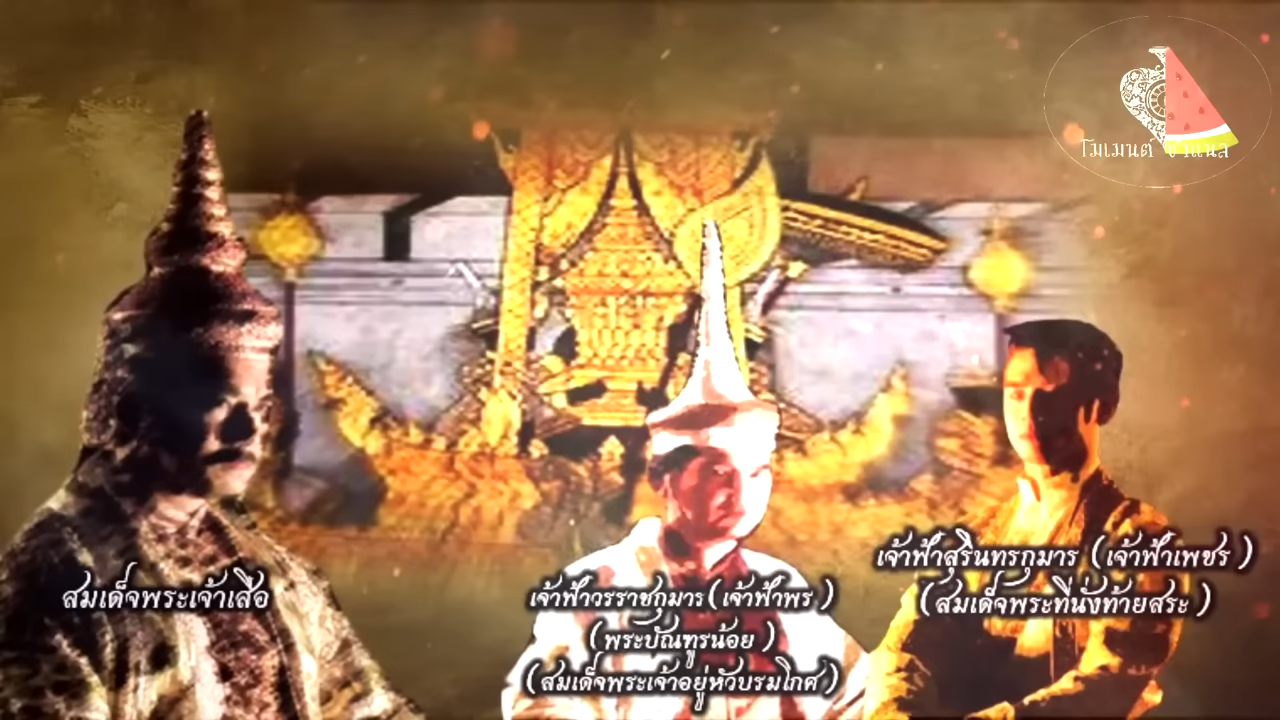 โมเมนต์ ชาแนล
สมเด็จพระเจ้าเสือ
เจ้าฟ้าวรราชกุมาร (เจ้าฟ้าพร )
(พระบัณฑูรน้อย )
(สมเด็จพระเจ้าอยู่หัวบรมโกศ )
เจ้าฟ้าสุรินทรกุมาร (เจ้าฟ้าเพชร )
(สมเด็จพระที่นั่งท้ายสระ )